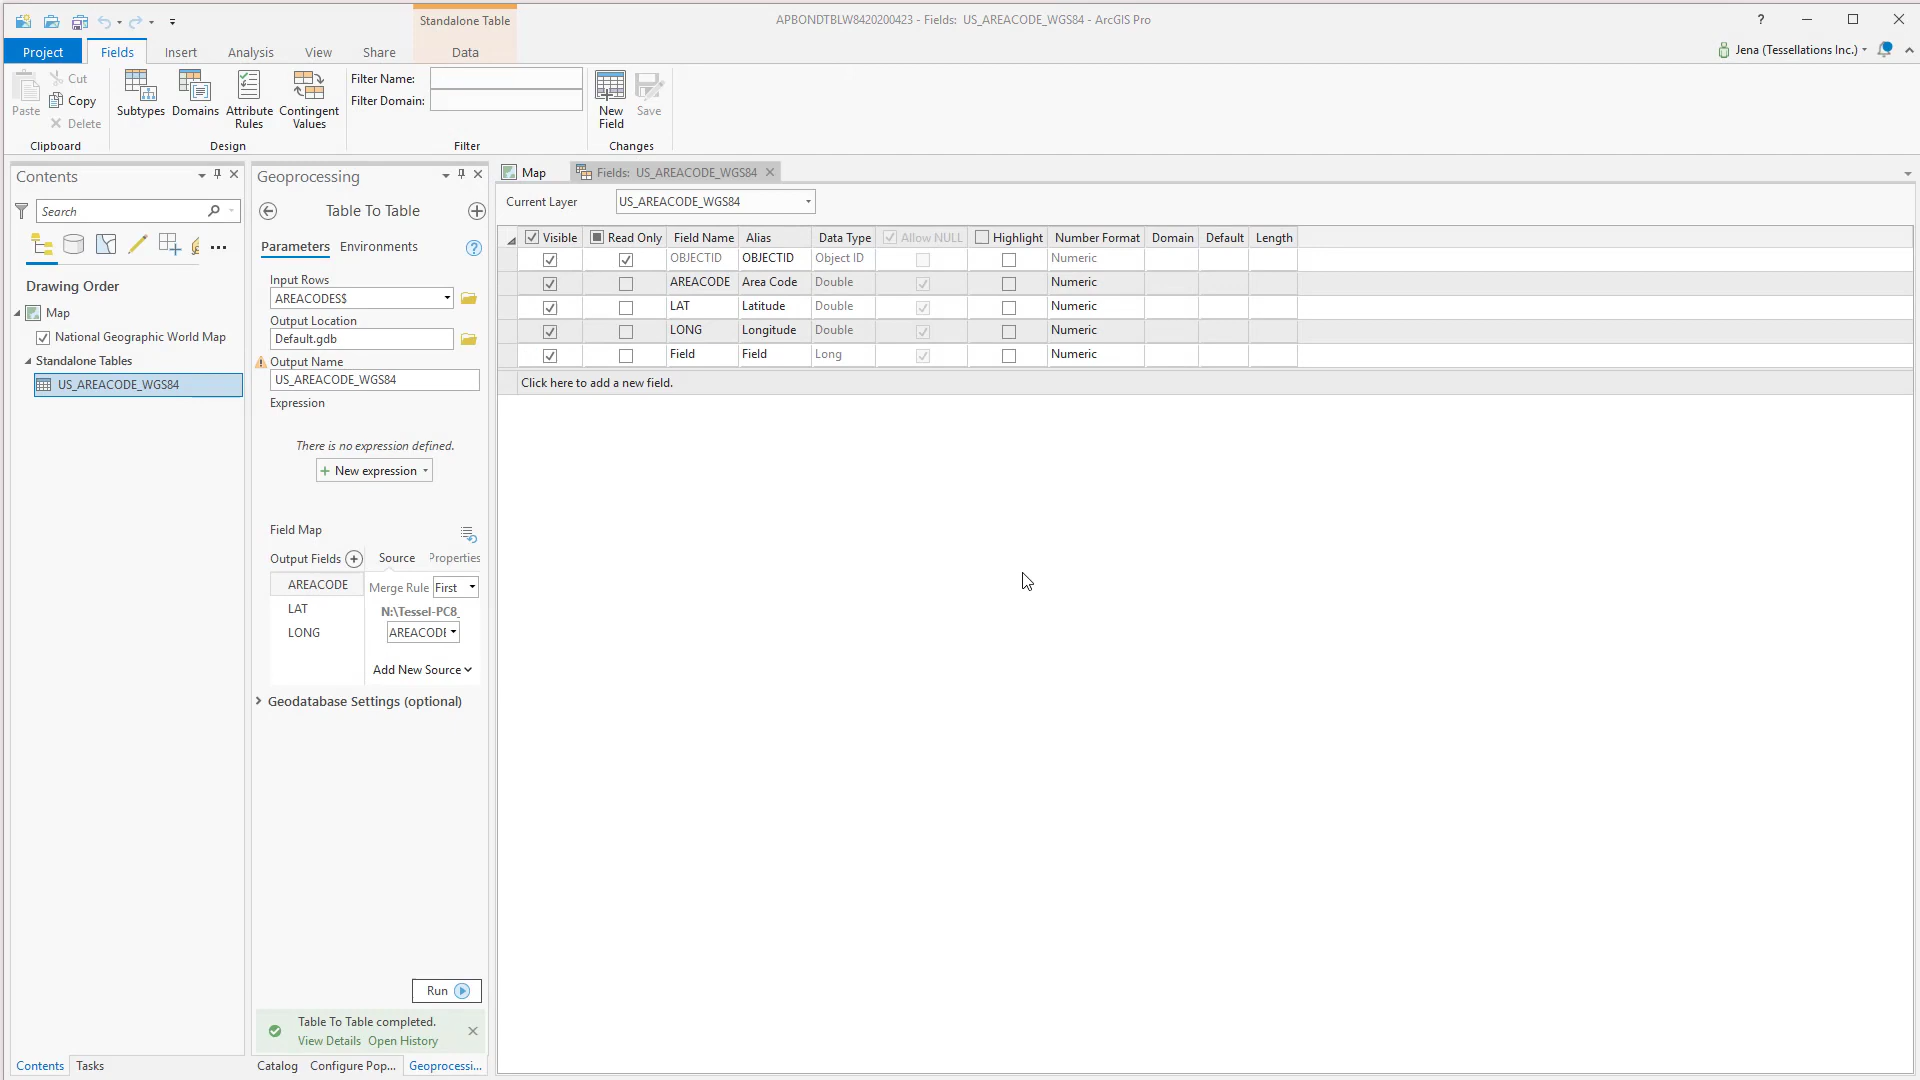 Standalone Table
APBONDTBLW8420200423 - Fields: US_AREACODE_WGS84 - ArcGIS Pro
?
Project
Fields
Insert
Analysis
View
Share
Data
Jena (Tessellations Inc.)
Paste
Cut
Copy
Delete
Clipboard
Subtypes
Domains
Attribute
Rules
Contingent
Values
Design
Filter Name:
Filter Domain:
Filter
New
Field
Save
Changes
Contents
Search
Drawing Order
Map
National Geographic World Map
Standalone Tables
US_AREACODE_WGS84
Contents
Tasks
Geoprocessing
Table To Table
Parameters
Environments
?
Input Rows
AREACODES$
Output Location
Default.gdb
Output Name
US_AREACODE_WGS84
Expression
There is no expression defined.
New expression
Field Map
Output Fields
Source
Properties
AREACODE
LAT
LONG
Merge Rule
First
N:\Tessel-PC8_
AREACODE
Add New Source
Geodatabase Settings (optional)
Run
Table To Table completed.
View Details Open History
Catalog
Configure Pop...
Geoprocessi...
Map
Fields: US_AREACODE_WGS84
Current Layer
US_AREACODE_WGS84
Visible Read Only Field Name Alias Data Type Allow NULL Highlight Number Format Domain Default Length
OBJECTID OBJECTID Object ID Numeric
AREACODE Area Code Double Numeric
LAT Latitude Double Numeric
LONG Longitude Double Numeric
Field Field Long Numeric
Click here to add a new field.